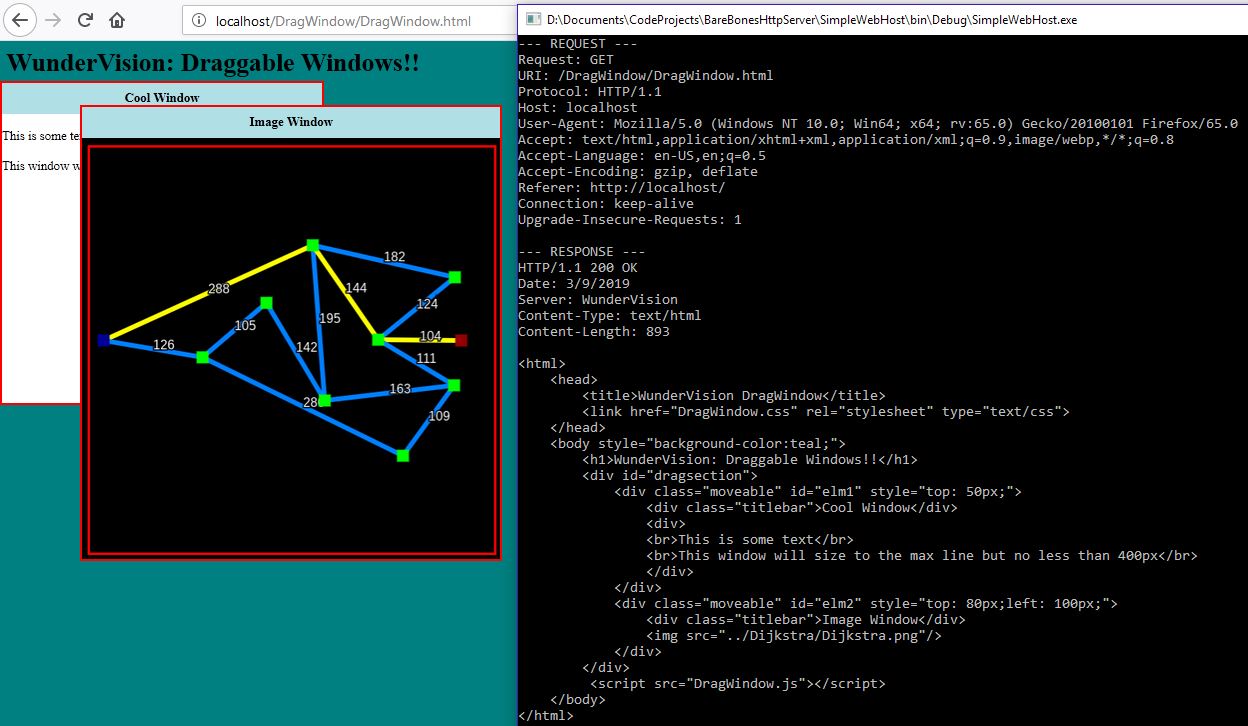 localhost/DragWindow/DragWindow.html
WunderVision: Draggable Windows!!
Cool Window
This is some te
This window w
Image Window
182
288
144
124
105
195
104
126
142
111
163
28
109
D:\Documents\CodeProjects\BareBonesHttpServer\SimpleWebHost\bin\Debug\SimpleWebHost.exe
--- REQUEST ---
Request: GET
URI: /DragWindow/DragWindow.html
Protocol: HTTP/1.1
Host: localhost
User-Agent: Mozilla/5.0 (Windows NT 10.0; Win64; x64; rv:65.0) Gecko/20100101 Firefox/65.0
Accept: text/html,application/xhtml+xml,application/xml;q=0.9,image/webp,*/*;q=0.8
Accept-Language: en-US,en;q=0.5
Accept-Encoding: gzip, deflate
Referer: http://localhost/
Connection: keep-alive
Upgrade-Insecure-Requests: 1
--- RESPONSE ---
HTTP/1.1 200 OK
Date: 3/9/2019
Server: WunderVision
Content-Type: text/html
Content-Length: 893
<html>
<head>
<title>WunderVision DragWindow</title>
<link href="DragWindow.css" rel="stylesheet" type="text/css">
</head>
<body style="background-color:teal;">
<h1>WunderVision: Draggable Windows!!</h1>
<div id="dragsection">
<div class="moveable" id="elm1" style="top: 50px;">
<div class="titlebar">Cool Window</div>
<div>
<br>This is some text</br>
<br>This window will size to the max line but no less than 400px</br>
</div>
</div>
<div class="moveable" id="elm2" style="top: 80px;left: 100px;">
<div class="titlebar">Image Window</div>
<img src="../Dijkstra/Dijkstra.png"/>
</div>
</div>
<script src="DragWindow.js"></script>
</body>
</html>